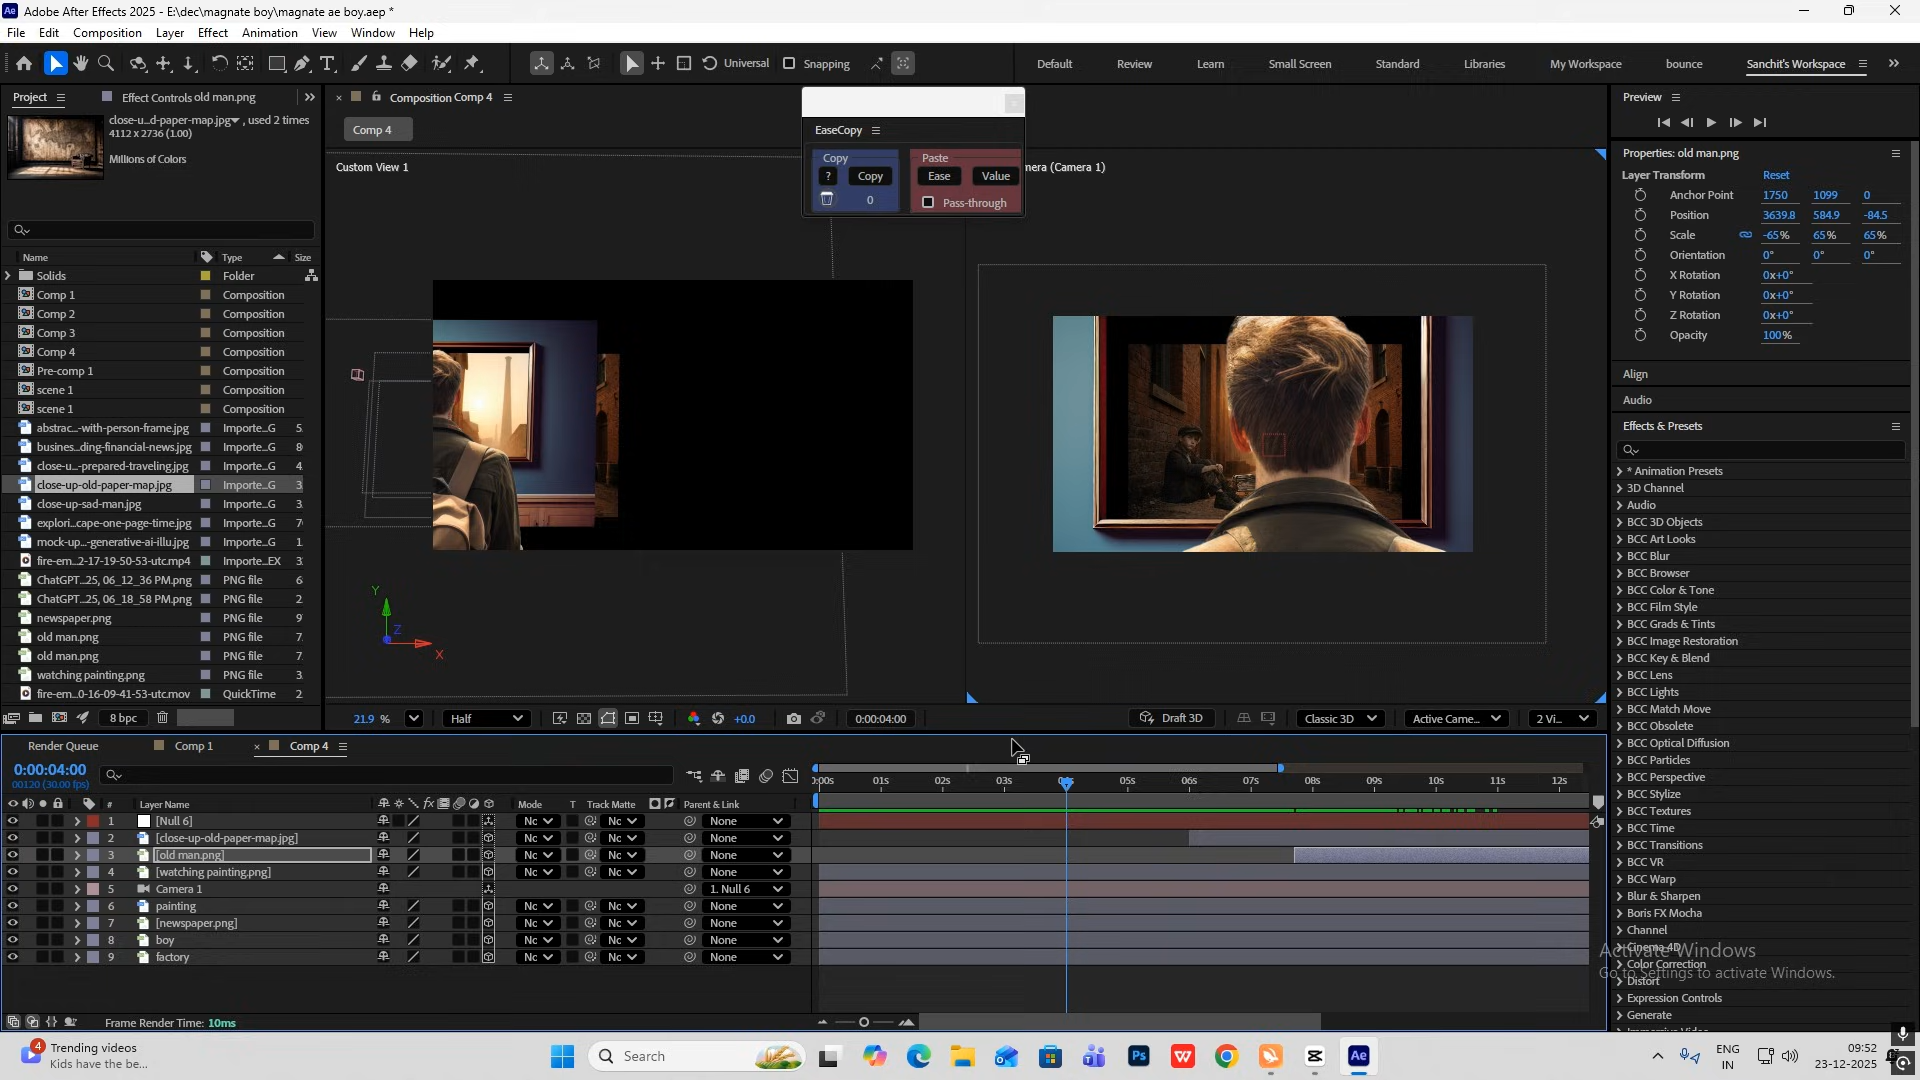 Adobe After Effects 2025 - E:\dec\magnate boy\magnate ae boy.aep *
File Edit Composition Layer Effect Animation View Window Help
Universal Snapping Default Review Learn Small Screen Standard Libraries My Workspace bounce Sanchit's Workspace
Project Effect Controls old man.png
close-u...d-paper-map.jpg, used 2 times
4112 x 2736 (1.00)
Millions of Colors
Name Type Size
Solids Folder
Comp 1 Composition
Comp 2 Composition
Comp 3 Composition
Comp 4 Composition
Pre-comp 1 Composition
scene 1 Composition
scene 1 Composition
abstrac...-with-person-frame.jpg Importe...G 5
busines...ding-financial-news.jpg Importe...G 8
close-u...-prepared-traveling.jpg Importe...G 4
close-up-old-paper-map.jpg Importe...G 3
close-up-sad-man.jpg Importe...G 3
explori...cape-one-page-time.jpg Importe...G 7
mock-up...-generative-ai-illu.jpg Importe...G 1
fire-em...2-17-19-50-53-utc.mp4 Importe...EX 3
ChatGPT...25, 06_12_36 PM.png PNG file 6
ChatGPT...25, 06_18_58 PM.png PNG file 2
newspaper.png PNG file 9
old man.png PNG file 7
old man.png PNG file 7
watching painting.png PNG file 3
fire-em...0-16-09-41-53-utc.mov QuickTime 2
8 bpc
Composition Comp 4
Comp 4
Custom View 1
EaseCopy
Copy Paste
? Copy Ease Value
0 Pass-through
mera (Camera 1)
Y
Z
X
21.9 % Half +0.0 0:00:04:00 Draft 3D Classic 3D Active Came... 2 Vi...
Preview
Properties: old man.png
Layer Transform Reset
Anchor Point 1750 1099 0
Position 3639.8 584.9 -84.5
Scale -65% 65% 65%
Orientation 0° 0° 0°
X Rotation 0x+0°
Y Rotation 0x+0°
Z Rotation 0x+0°
Opacity 100%
Align
Audio
Effects & Presets
* Animation Presets
3D Channel
Audio
BCC 3D Objects
BCC Art Looks
BCC Blur
BCC Browser
BCC Color & Tone
BCC Film Style
BCC Grads & Tints
BCC Image Restoration
BCC Key & Blend
BCC Lens
BCC Lights
BCC Match Move
BCC Obsolete
BCC Optical Diffusion
BCC Particles
BCC Perspective
BCC Stylize
BCC Textures
BCC Time
BCC Transitions
BCC VR
BCC Warp
Blur & Sharpen
Boris FX Mocha
Channel
Cinema 4D
Color Correction
Distort
Expression Controls
Generate
Activate Windows
Go to Settings to activate Windows.
Render Queue Comp 1 Comp 4
0:00:04:00
00120 (30.00 fps)
:00s 01s 02s 03s 04s 05s 06s 07s 08s 09s 10s 11s 12s
# Layer Name Mode T Track Matte Parent & Link
1 [Null 6] Nc Nc None
2 [close-up-old-paper-map.jpg] Nc Nc None
3 [old man.png] Nc Nc None
4 [watching painting.png] Nc Nc None
5 Camera 1 1. Null 6
6 painting Nc Nc None
7 [newspaper.png] Nc Nc None
8 boy Nc Nc None
9 factory Nc Nc None
Frame Render Time: 10ms
4 Trending videos
Kids have the be...
Search
ENG
IN
09:52
23-12-2025